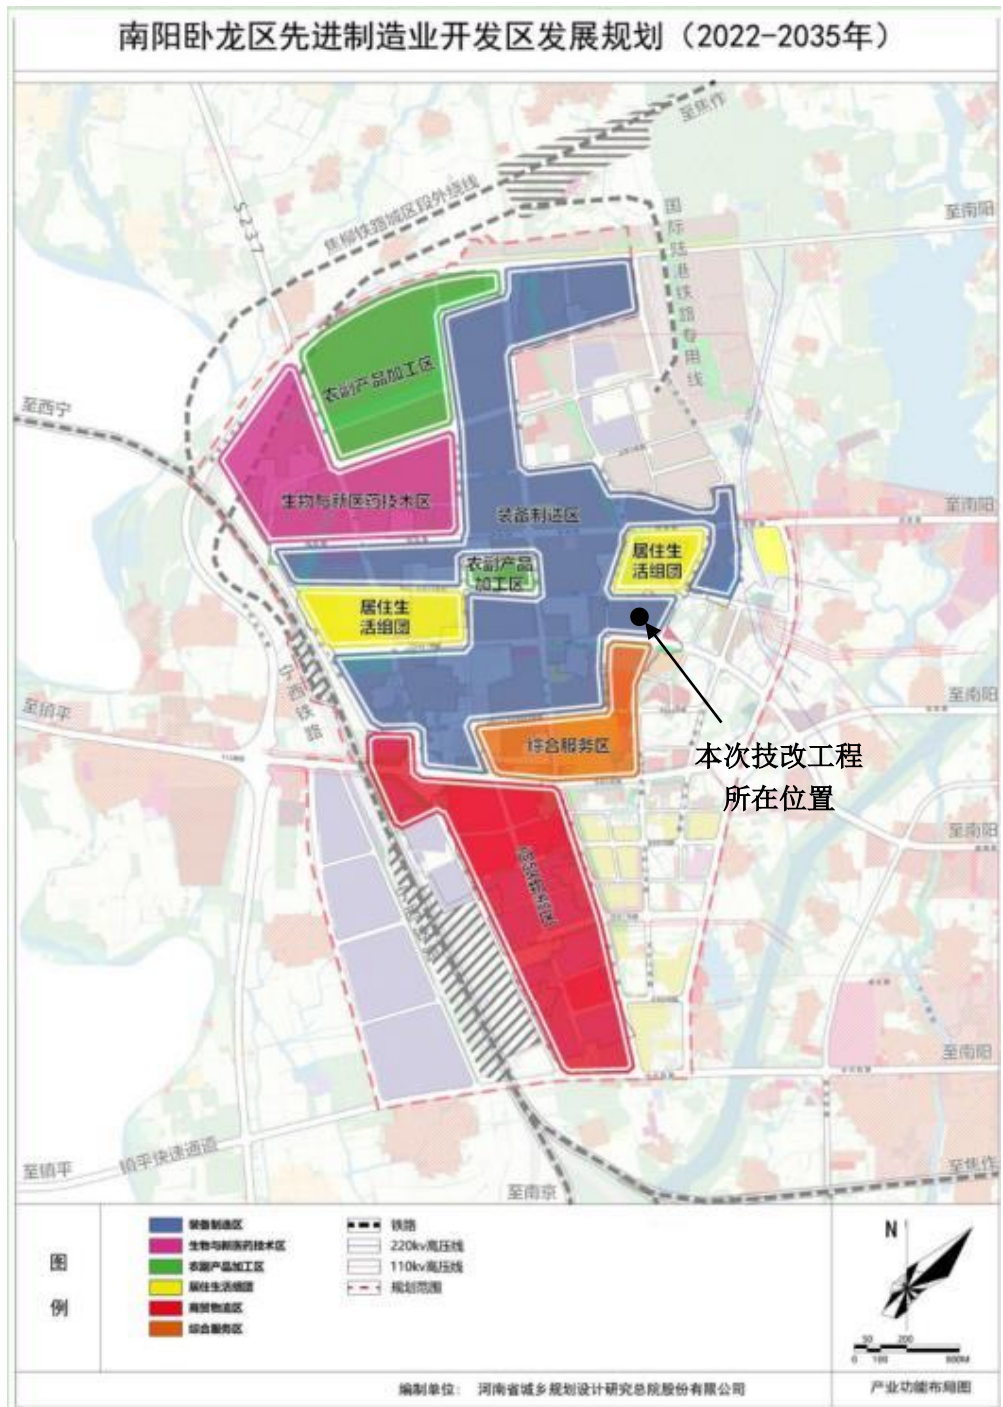 南阳卧龙区先进制造业开发区发展规划（2022-2035年）
至焦作
S237
焦柳铁路城区段外绕线
国际陆港铁路专用线
至南阳
农副产品加工区
至西宁
生物与新医药技术区
装备制造区
至南阳
居住生
活组团
农副产品
加工区
居住生
活组团
宁西铁路
至镇平
至南阳
综合服务区
本次技改工程
所在位置
至南阳
商贸物流区
至南阳
镇平快速通道
至镇平
至焦作
至南京
图例
装备制造区
生物与新医药技术区
农副产品加工区
居住生活组团
商贸物流区
综合服务区
铁路
220kv高压线
110kv高压线
规划范围
N
50 200
0 100 800M
编制单位： 河南省城乡规划设计研究总院股份有限公司
产业功能布局图